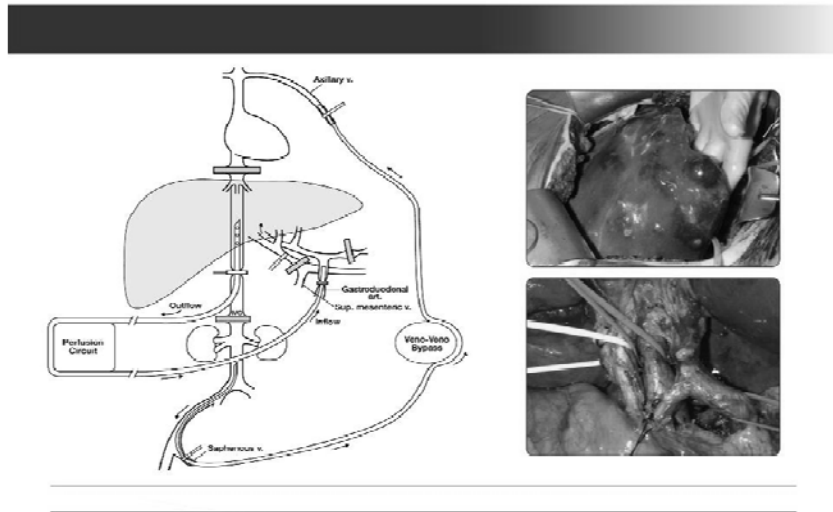 Axillary v.
Gastroduodenal
art.
Sup. mesenteric v.
Outflow
Inflow
Perfusion
Circuit
Veno-Veno
Bypass
Saphenous v.